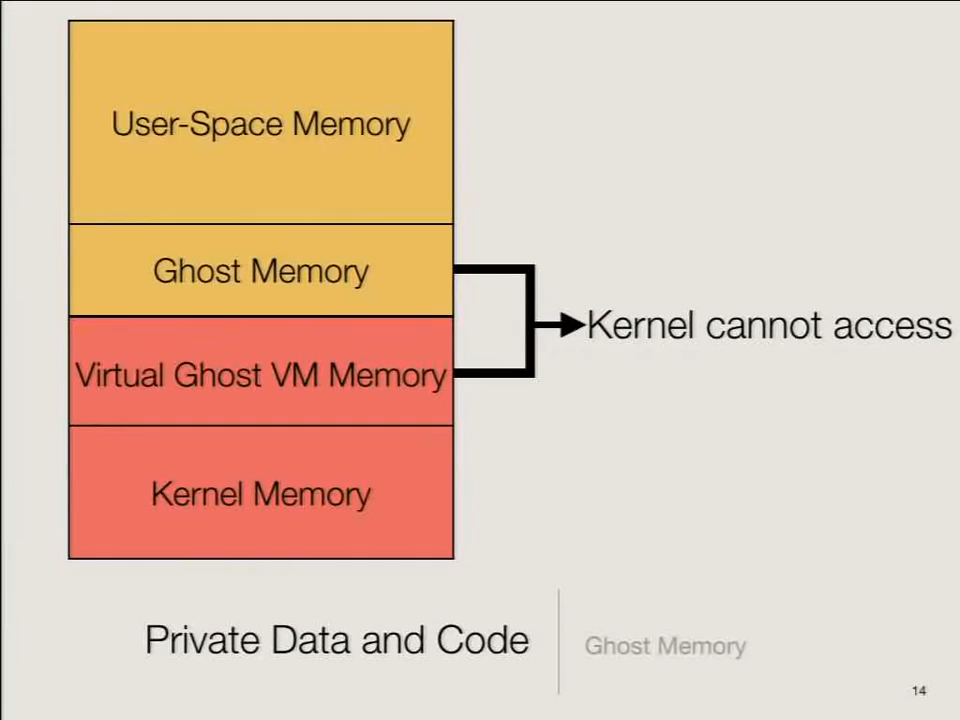 User-Space Memory
Ghost Memory
Virtual Ghost VM Memory
Kernel Memory
Kernel cannot access
Private Data and Code
Ghost Memory
14